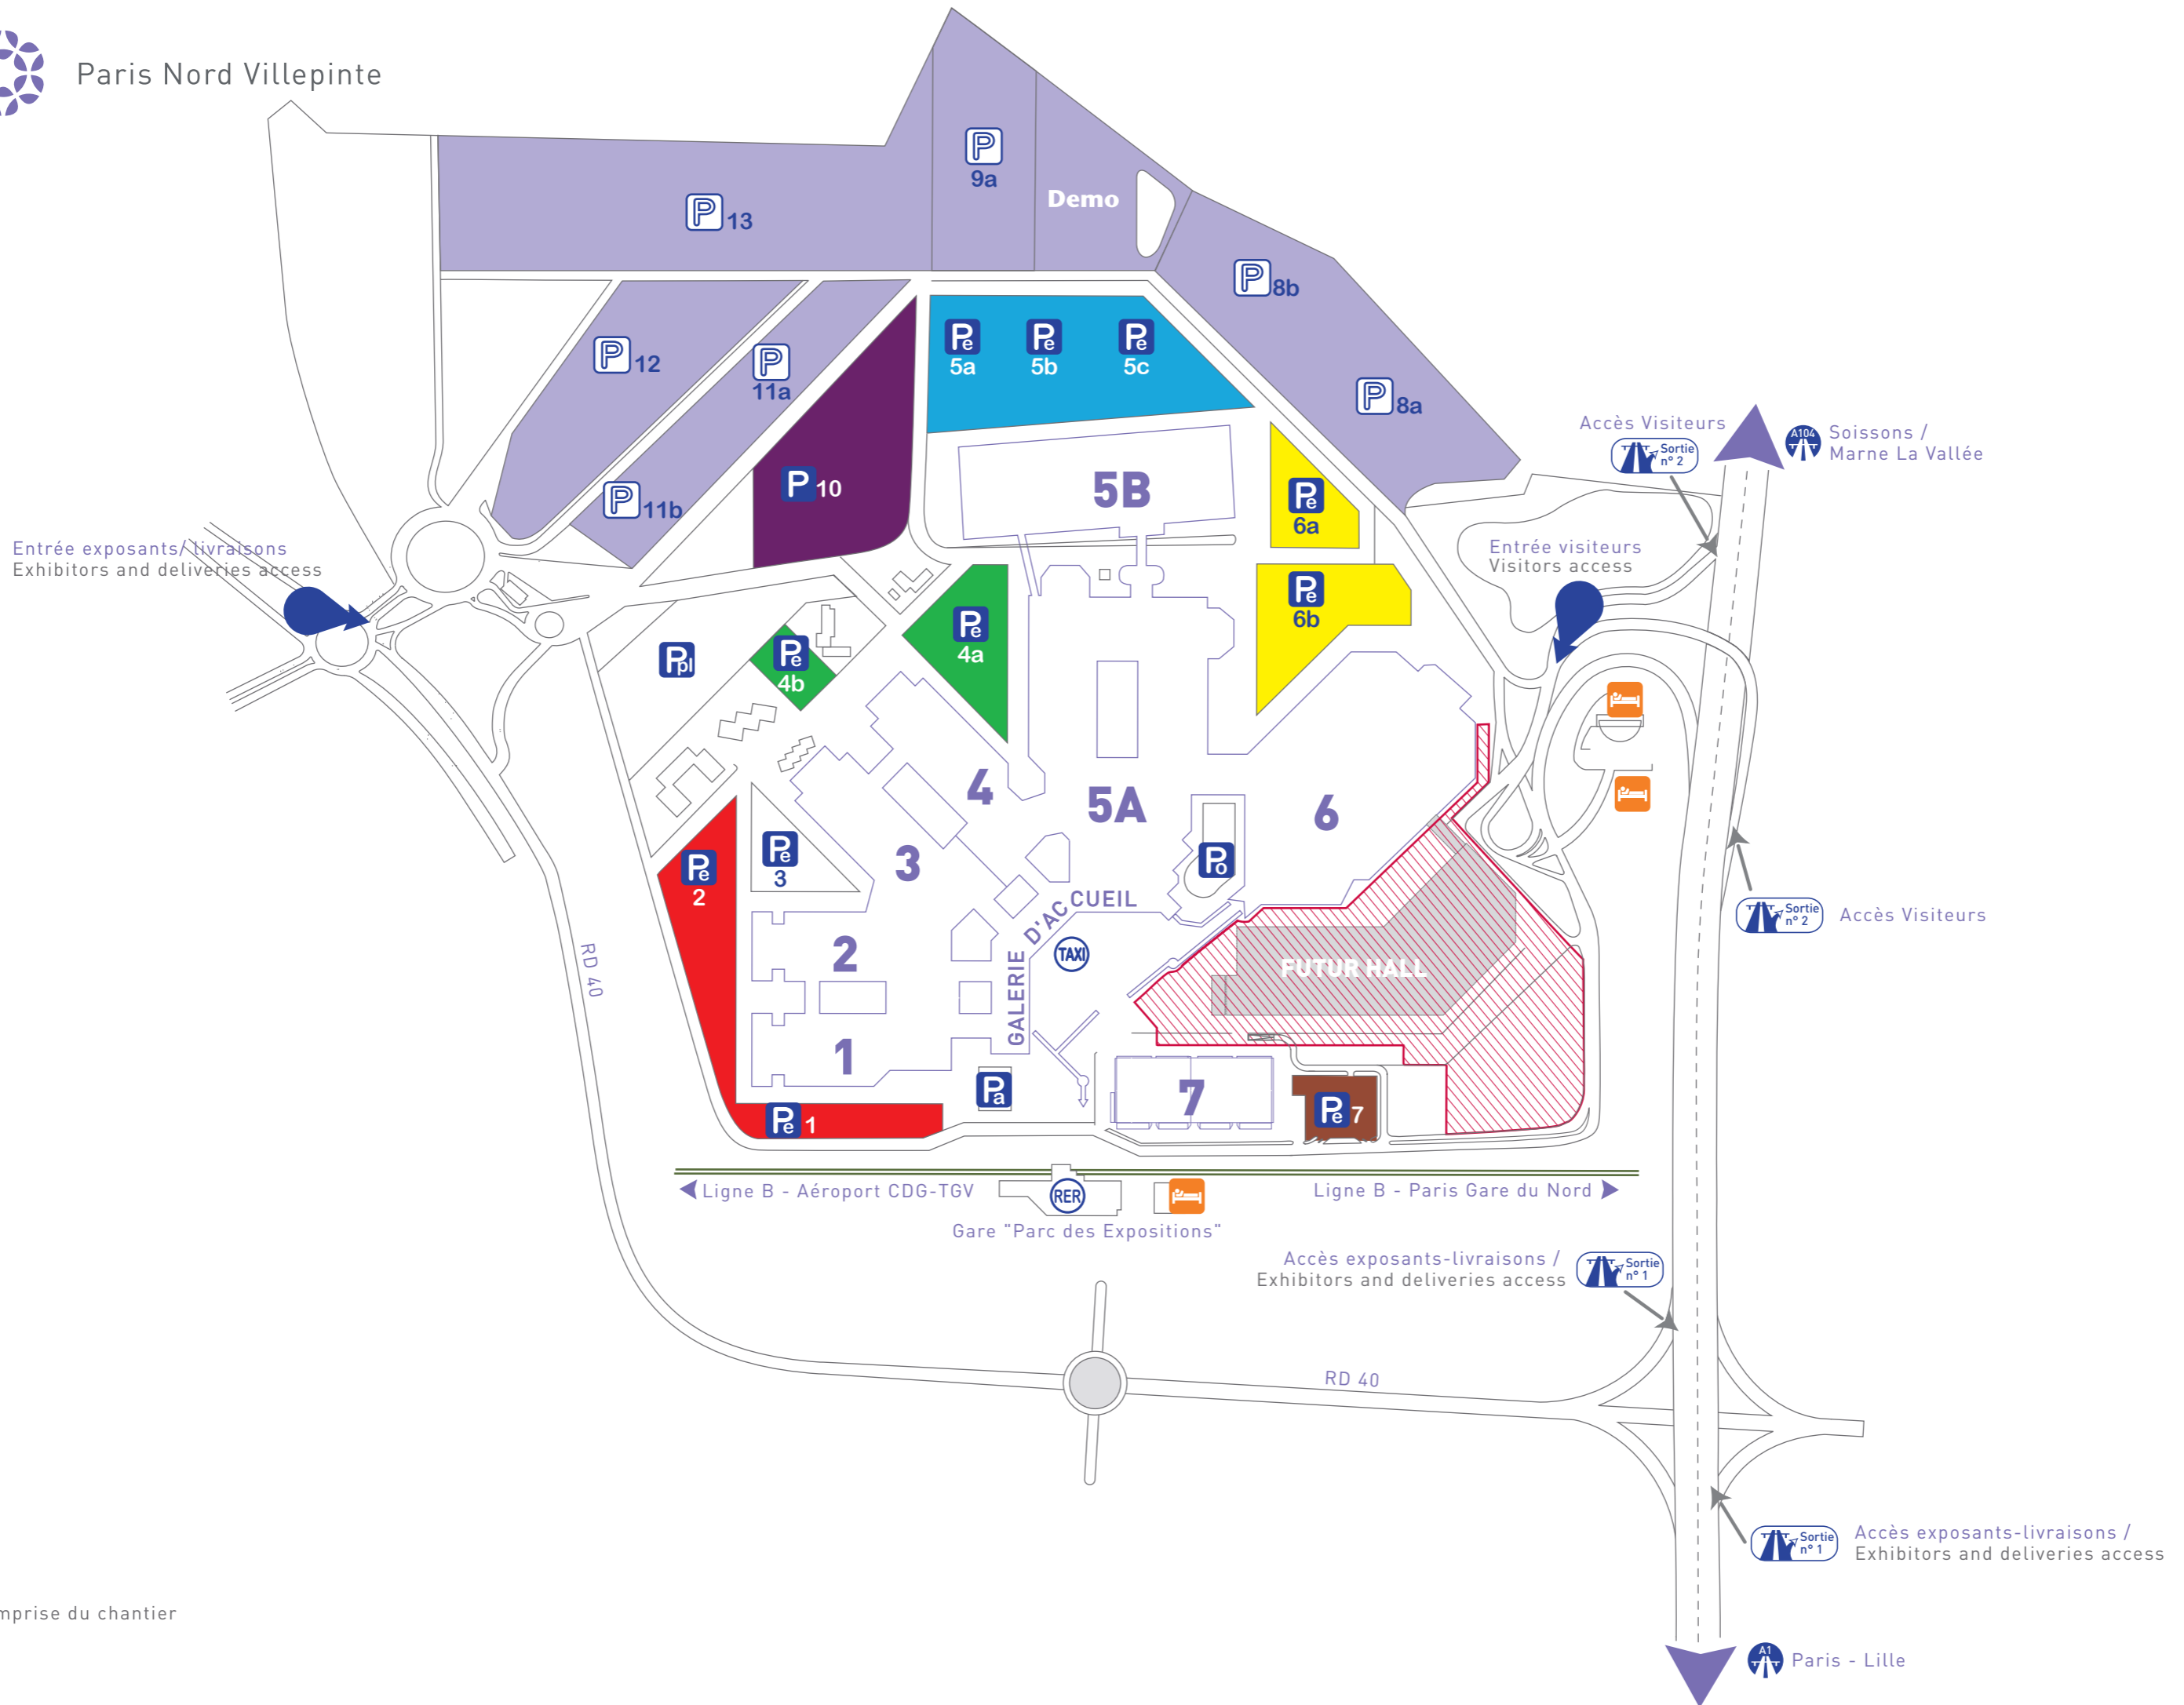 Paris Nord Villepinte
P
9a
Demo
P 13
P 8b
P 12
P
11a
Pe
5a
Pe
5b
Pe
5c
P 8a
Accès Visiteurs
Sortie
n° 2
A104
Soissons /
Marne La Vallée
P 10
5B
Pe
6a
P 11b
Entrée exposants/ livraisons
Exhibitors and deliveries access
Entrée visiteurs
Visitors access
Pe
6b
Pe
4a
Ppl
Pe
4b
4
5A
6
Pe
3
Pe
2
3
Po
GALERIE D'ACCUEIL
TAXI
Sortie
n° 2
Accès Visiteurs
2
RD 40
FUTUR HALL
1
Pa
7
Pe 7
Pe 1
Ligne B - Aéroport CDG-TGV
RER
Ligne B - Paris Gare du Nord
Gare "Parc des Expositions"
Accès exposants-livraisons /
Exhibitors and deliveries access
Sortie
n° 1
RD 40
Sortie
n° 1
Accès exposants-livraisons /
Exhibitors and deliveries access
mprise du chantier
A1
Paris - Lille